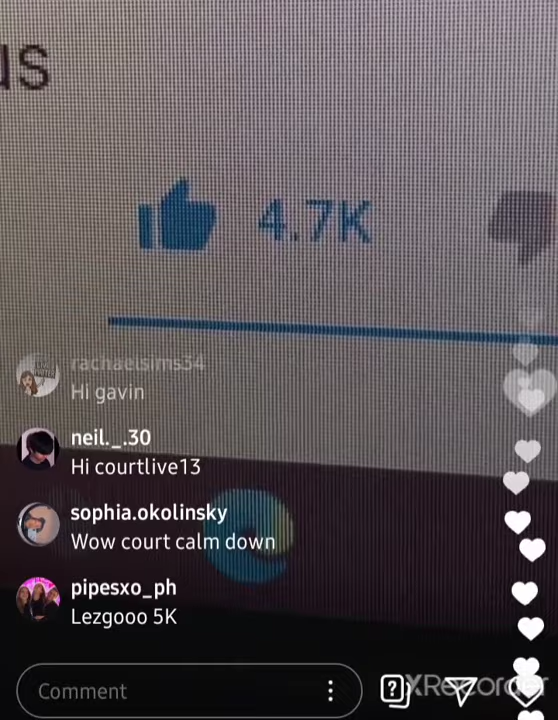 us
4.7K
rachaelsims34
Hi gavin
neil._.30
Hi courtlive13
sophia.okolinsky
Wow court calm down
pipesxo_ph
Lezgooo 5K
Comment
XRecorder